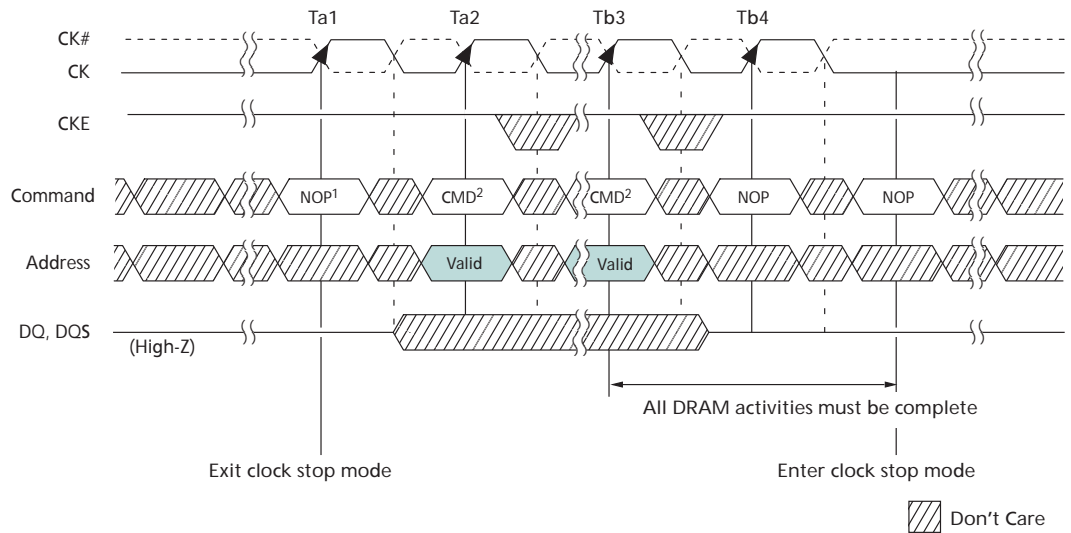 Ta1 Ta2 Tb3 Tb4
CK#
CK
CKE
Command NOP¹ CMD² CMD² NOP NOP
Address Valid Valid
DQ, DQS
(High-Z)
All DRAM activities must be complete
Exit clock stop mode Enter clock stop mode
Don't Care